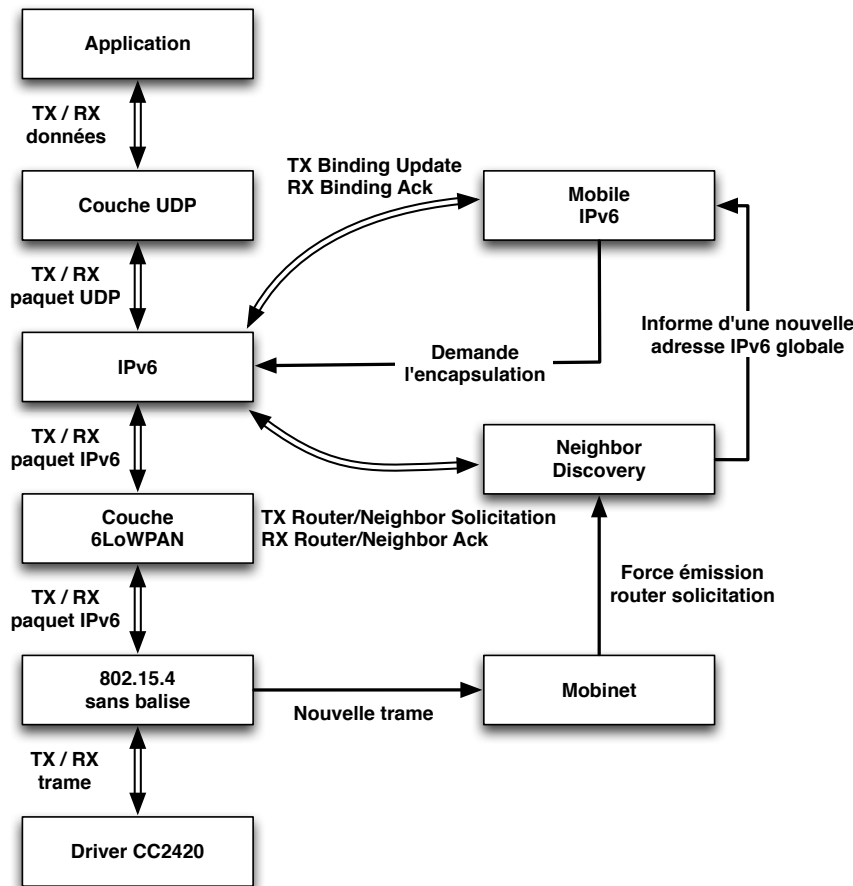 Application
TX / RX
données
Couche UDP
TX Binding Update
RX Binding Ack
Mobile
IPv6
TX / RX
paquet UDP
Informe d'une nouvelle
adresse IPv6 globale
IPv6
Demande
l'encapsulation
TX / RX
paquet IPv6
Neighbor
Discovery
Couche
6LoWPAN
TX Router/Neighbor Solicitation
RX Router/Neighbor Ack
TX / RX
paquet IPv6
Force émission
router solicitation
802.15.4
sans balise
Nouvelle trame
Mobinet
TX / RX
trame
Driver CC2420